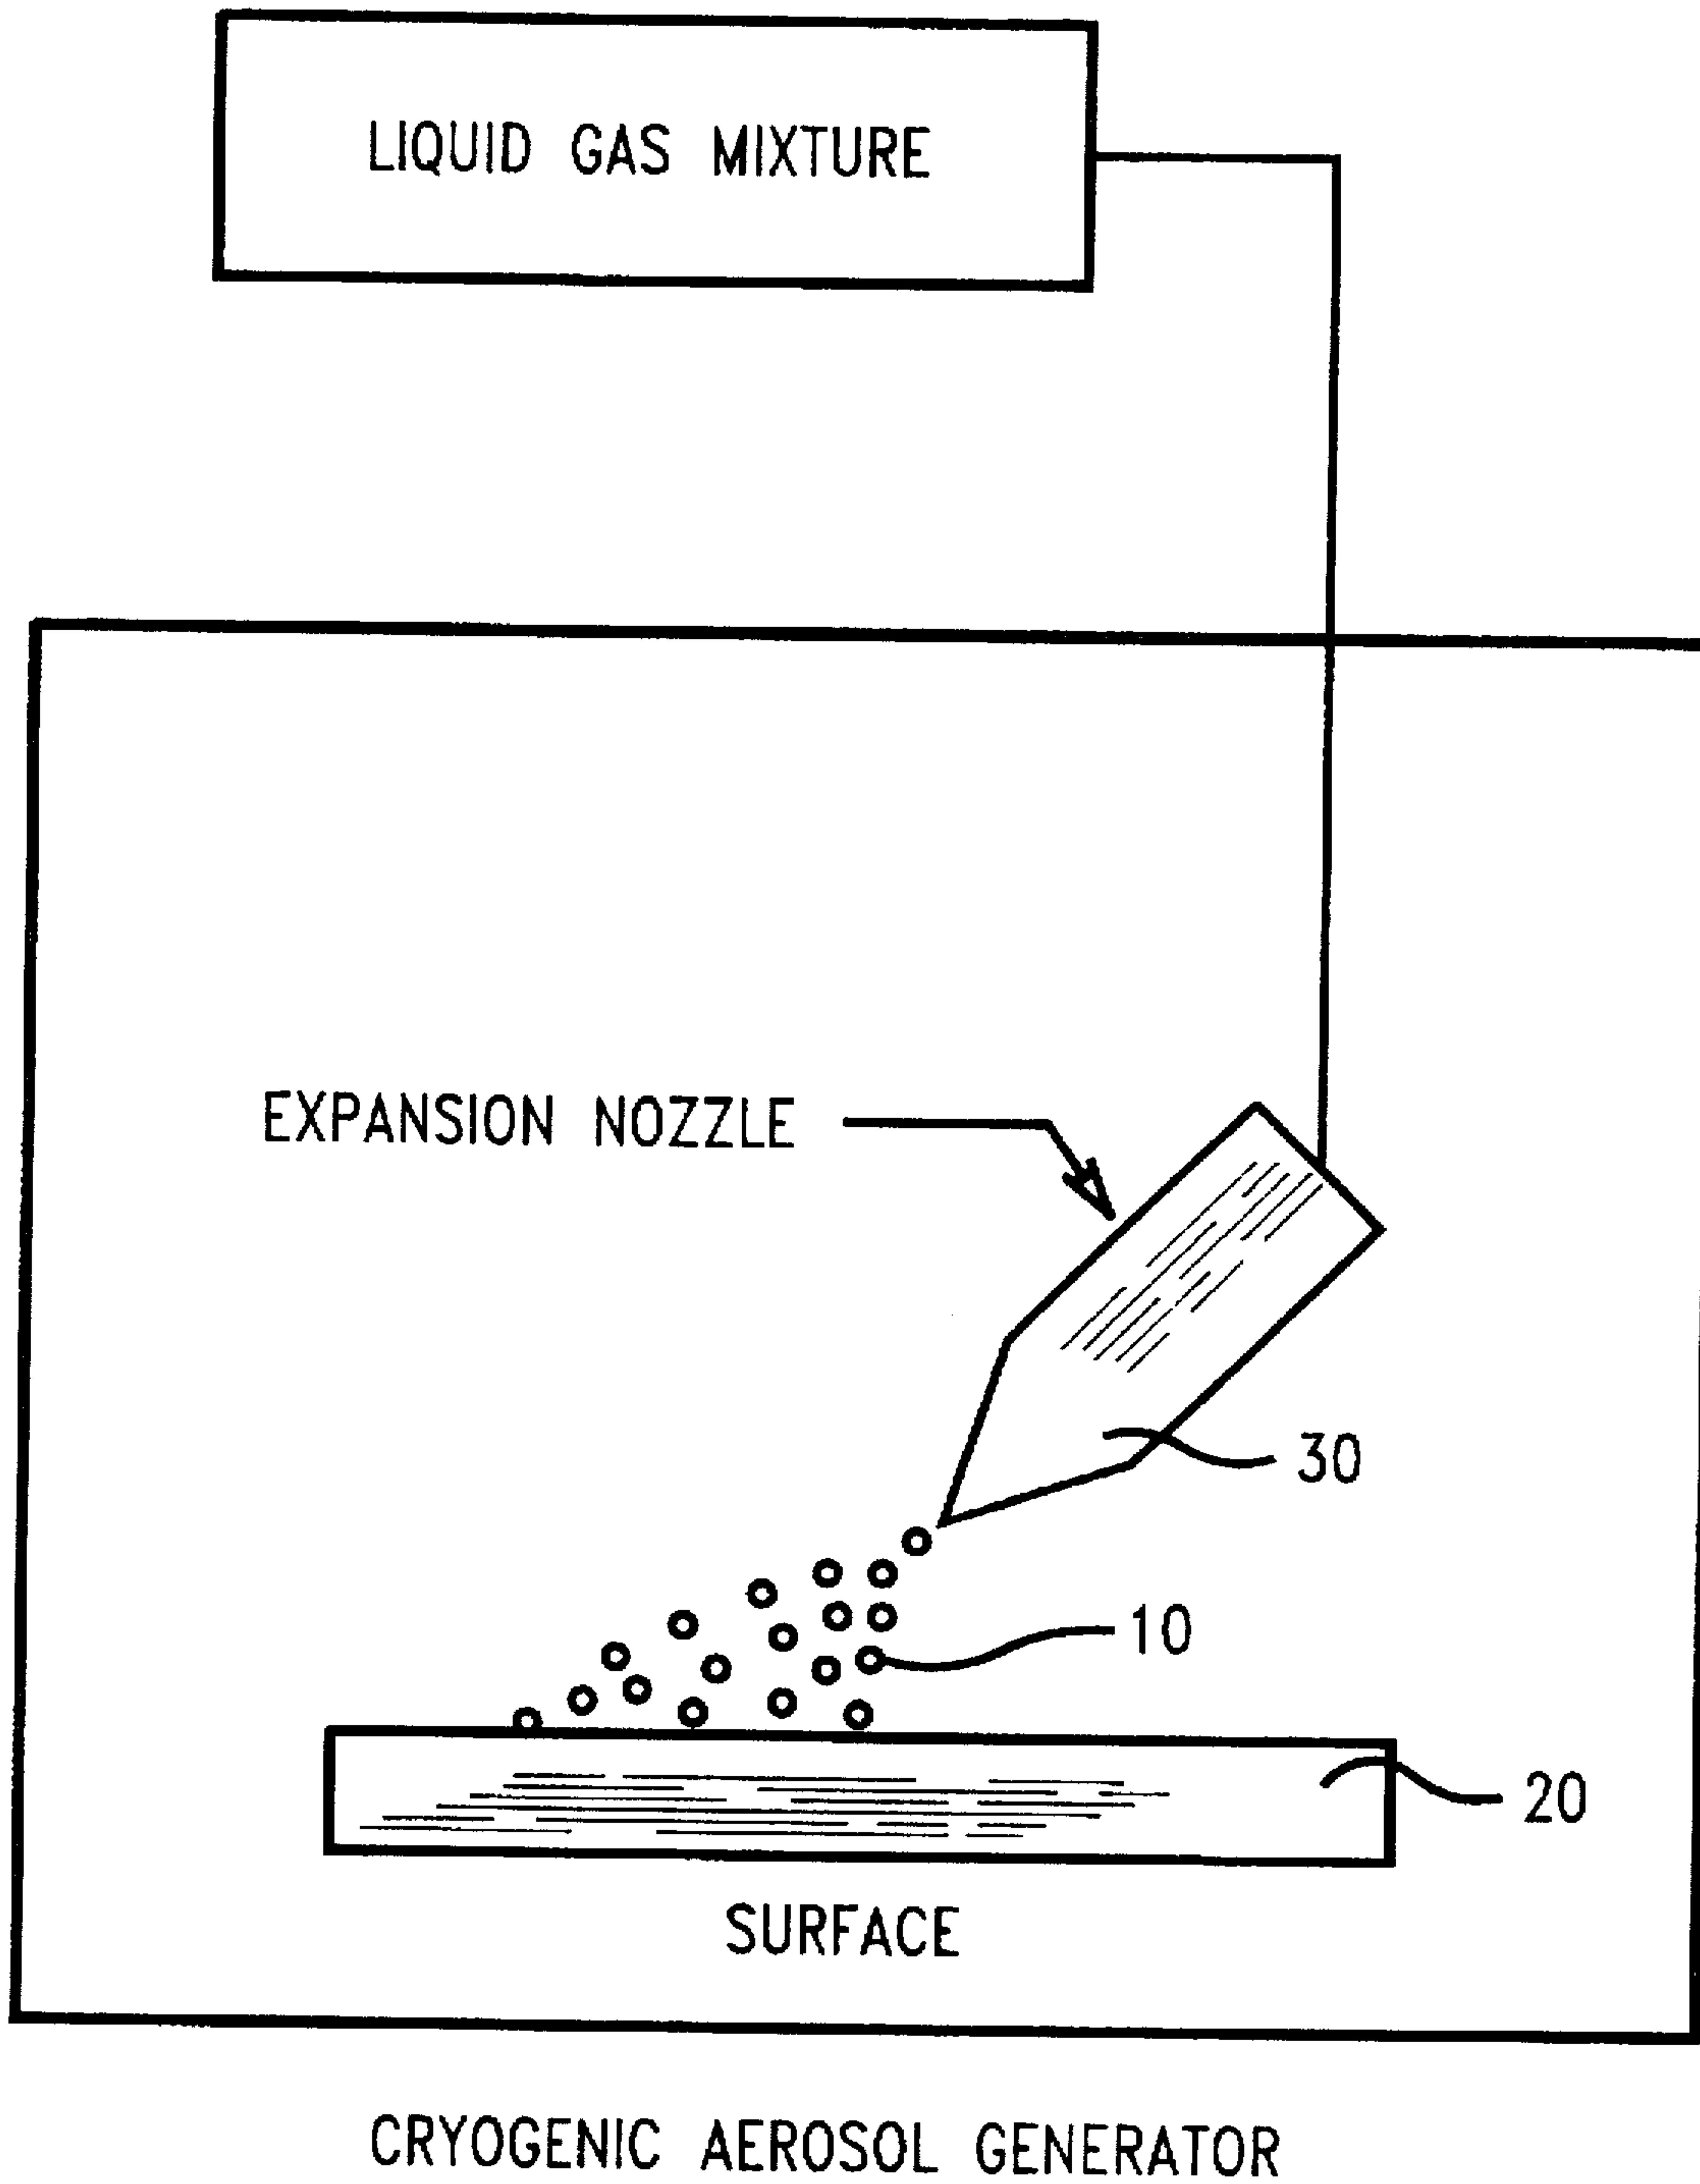 LIQUID GAS MIXTURE
EXPANSION NOZZLE
30
10
20
SURFACE
CRYOGENIC AEROSOL GENERATOR